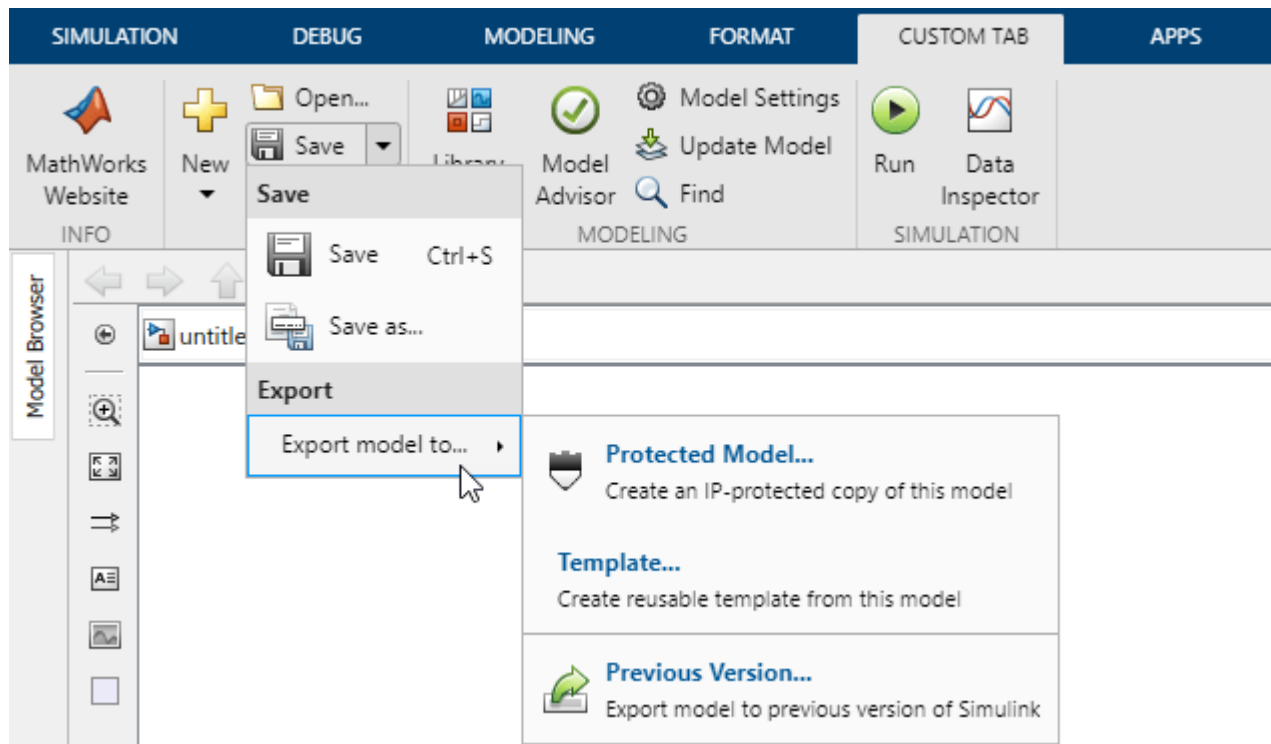 SIMULATION DEBUG MODELING FORMAT CUSTOM TAB APPS
MathWorks
Website
INFO
New
Open...
Save
Library
Model
Advisor
Model Settings
Update Model
Find
MODELING
Run
Data
Inspector
SIMULATION
Save
Save Ctrl+S
Save as...
Export
Export model to...
Protected Model...
Create an IP-protected copy of this model
Template...
Create reusable template from this model
Previous Version...
Export model to previous version of Simulink
Model Browser
untitle
A